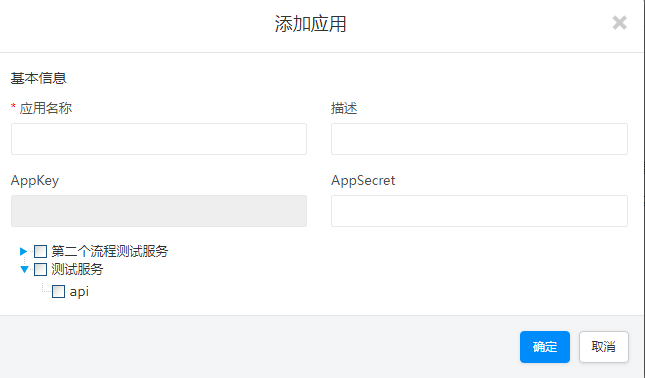 添加应用
基本信息
* 应用名称 描述
AppKey AppSecret
第二个流程测试服务
测试服务
api
确定 取消